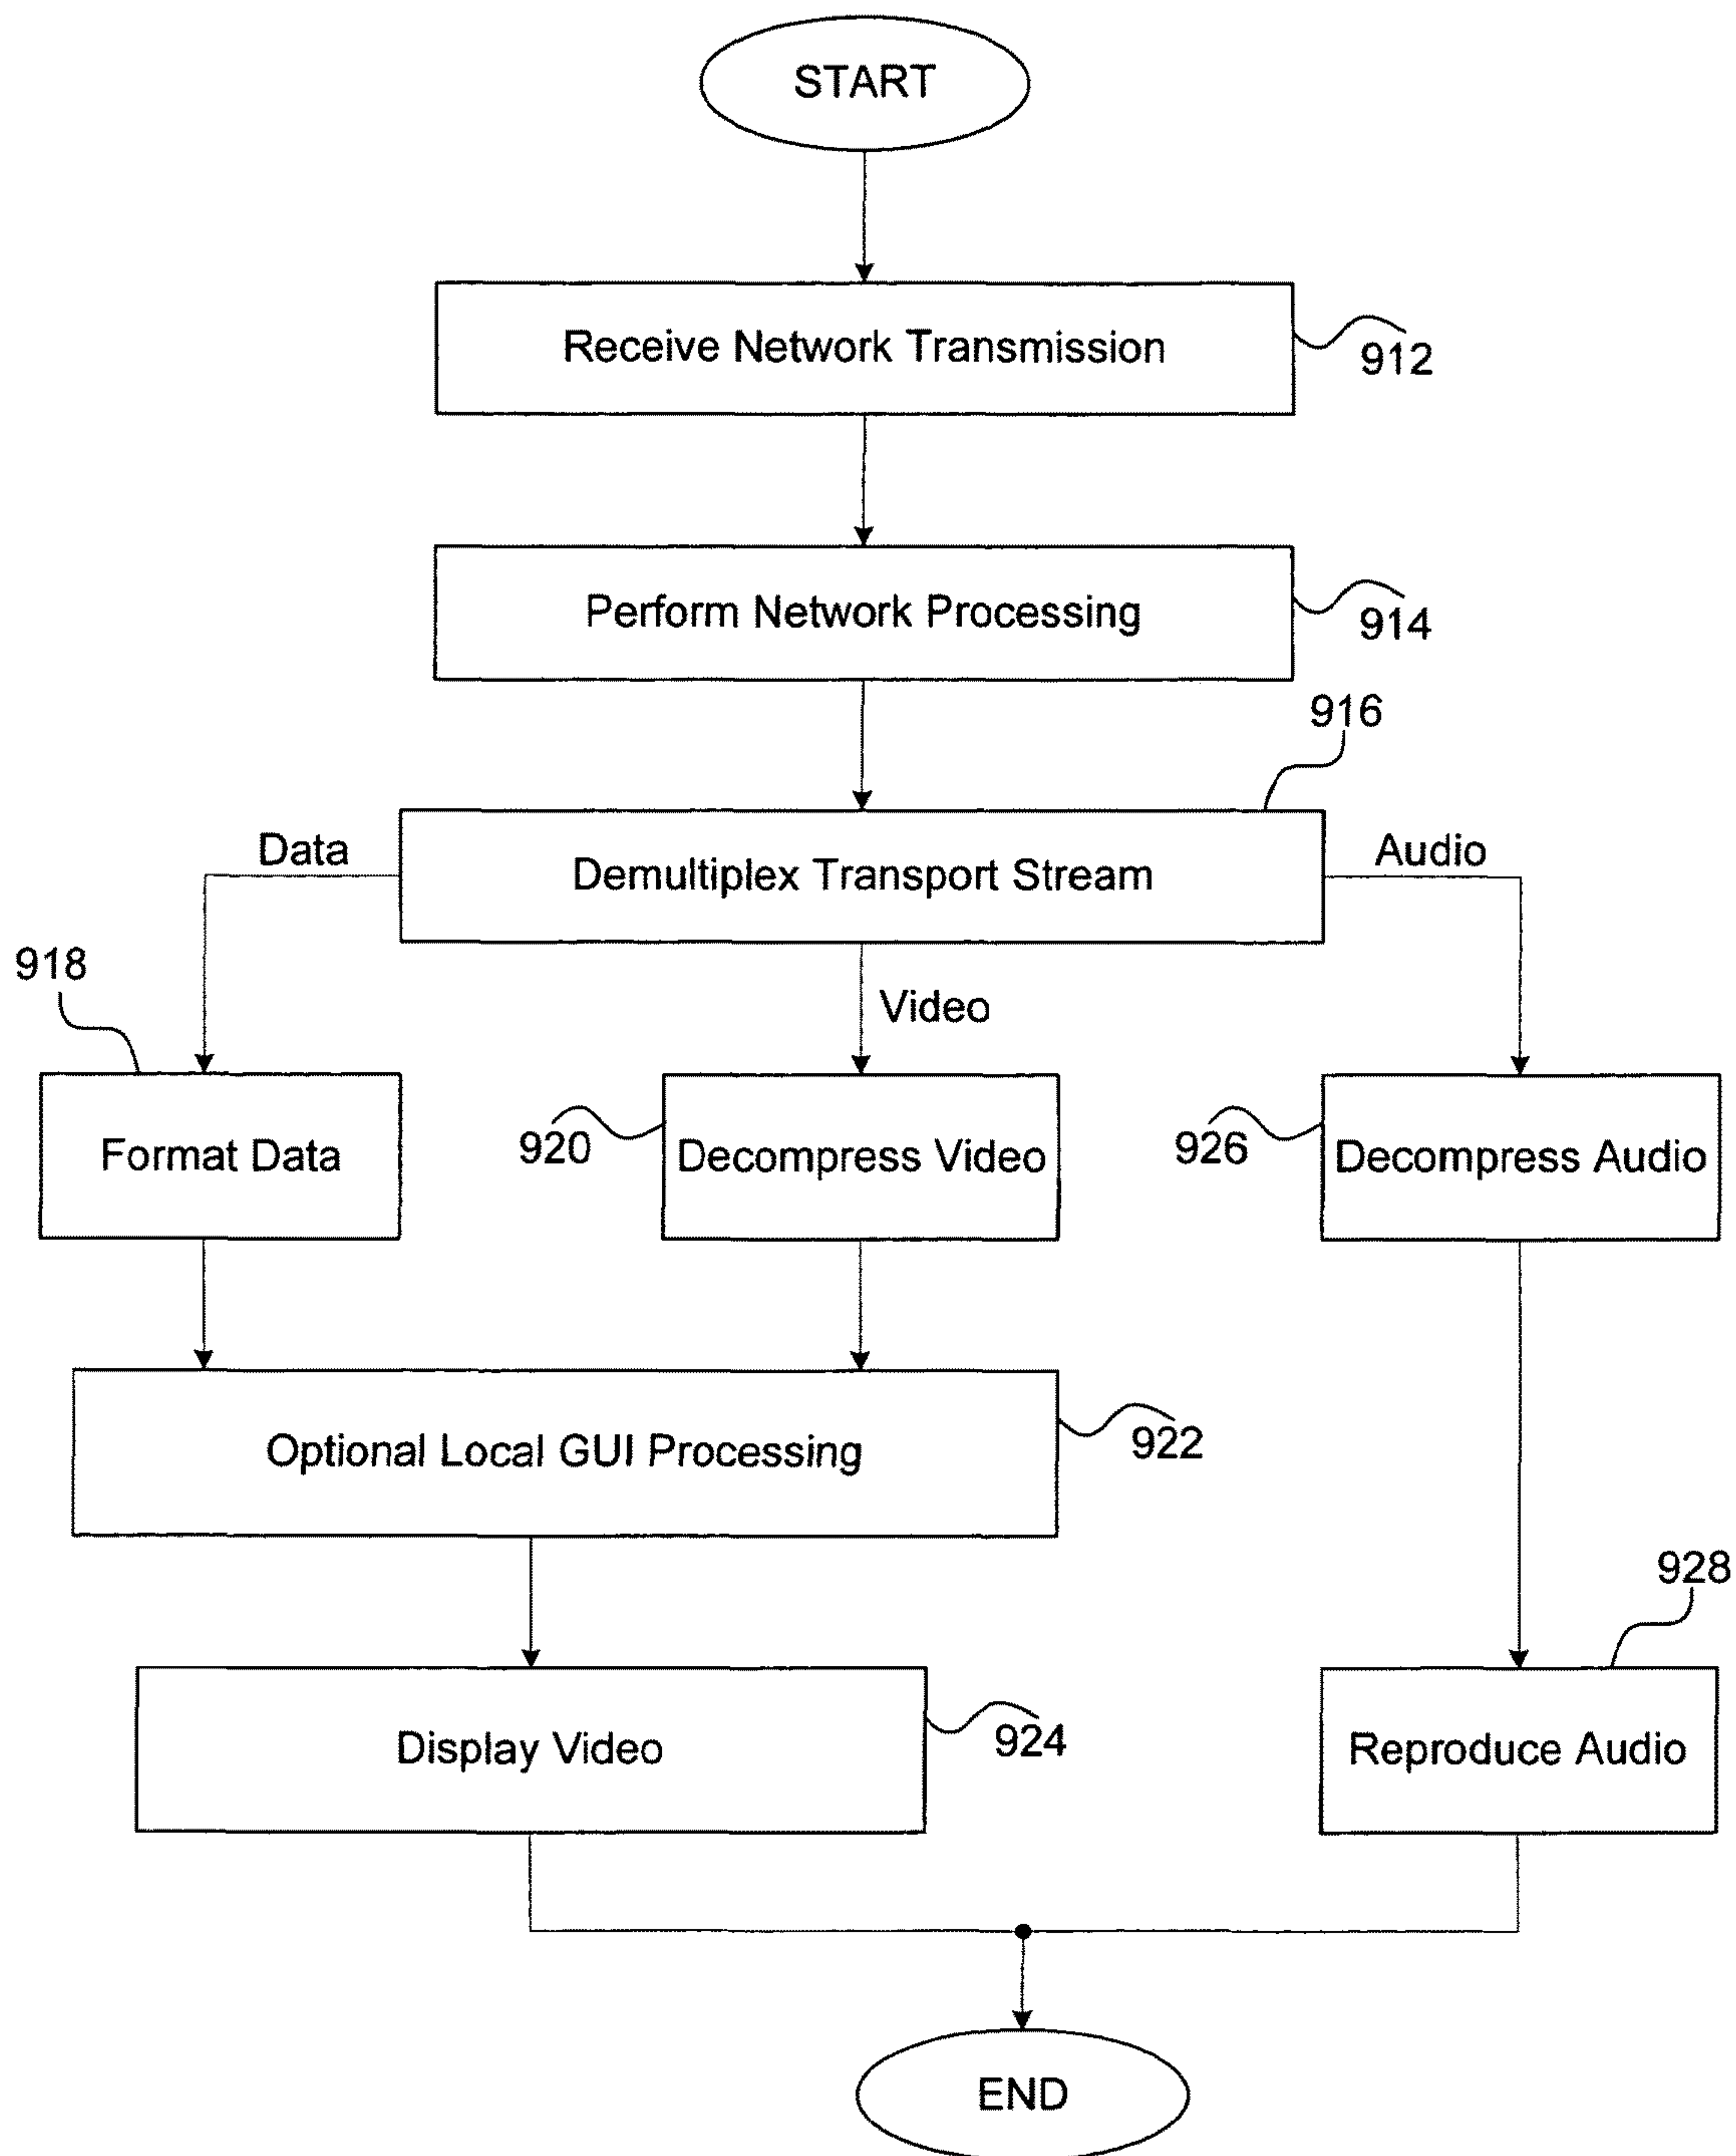 START
Receive Network Transmission
912
Perform Network Processing
914
916
Data
Demultiplex Transport Stream
Audio
918
Video
Format Data
920
Decompress Video
926
Decompress Audio
Optional Local GUI Processing
922
928
Display Video
924
Reproduce Audio
END